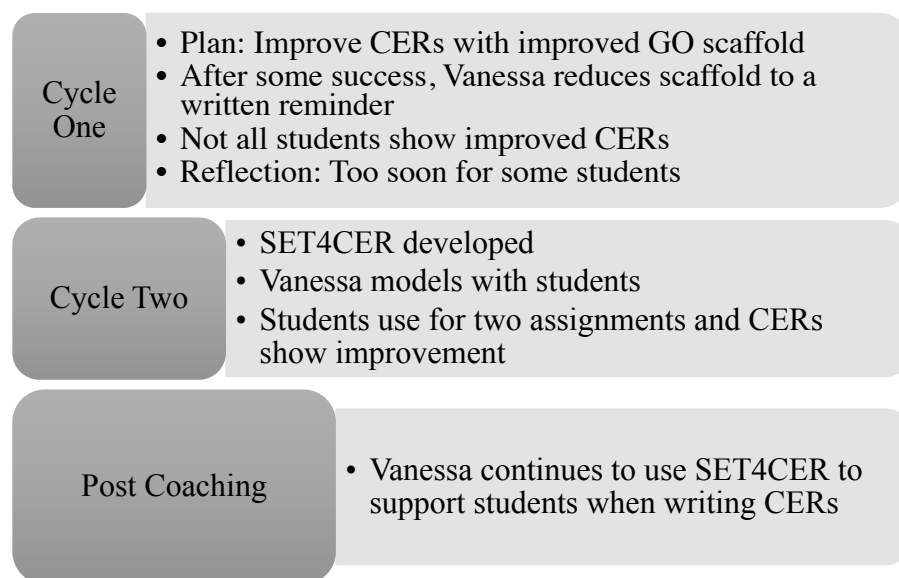 Cycle
One
• Plan: Improve CERs with improved GO scaffold
• After some success, Vanessa reduces scaffold to a
written reminder
• Not all students show improved CERs
• Reflection: Too soon for some students
Cycle Two
• SET4CER developed
• Vanessa models with students
• Students use for two assignments and CERs
show improvement
Post Coaching
• Vanessa continues to use SET4CER to
support students when writing CERs